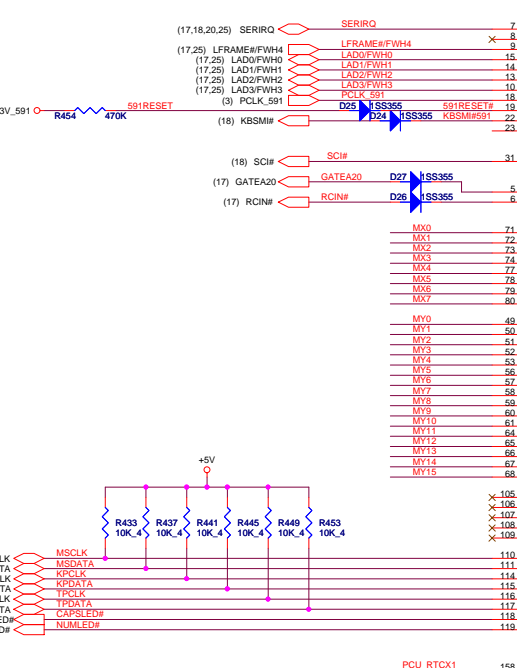 (17,18,20,25) SERIRQ SERIRQ 7
8
(17,25) LFRAME#/FWH4 LFRAME#/FWH4 9
(17,25) LAD0/FWH0 LAD0/FWH0 15
(17,25) LAD1/FWH1 LAD1/FWH1 14
(17,25) LAD2/FWH2 LAD2/FWH2 13
(17,25) LAD3/FWH3 LAD3/FWH3 10
(3) PCLK_591 PCLK_591 18
3V_591 591RESET D25 1SS355 591RESET# 19
R454 470K
(18) KBSMI# D24 1SS355 KBSMI#591 22
23
(18) SCI# SCI# 31
(17) GATEA20 GATEA20 D27 1SS355 5
(17) RCIN# RCIN# D26 1SS355 6
MX0 71
MX1 72
MX2 73
MX3 74
MX4 77
MX5 78
MX6 79
MX7 80
MY0 49
MY1 50
MY2 51
MY3 52
MY4 53
MY5 56
MY6 57
MY7 58
MY8 59
MY9 60
MY10 61
MY11 64
MY12 65
MY13 66
MY14 67
MY15 68
+5V
105
106
107
108
109
R433 R437 R441 R445 R449 R453
10K_4 10K_4 10K_4 10K_4 10K_4 10K_4
LK MSCLK 110
TA MSDATA 111
LK KPCLK 114
TA KPDATA 115
LK TPCLK 116
TA TPDATA 117
ED# CAPSLED# 118
D# NUMLED# 119
PCU_RTCX1 158